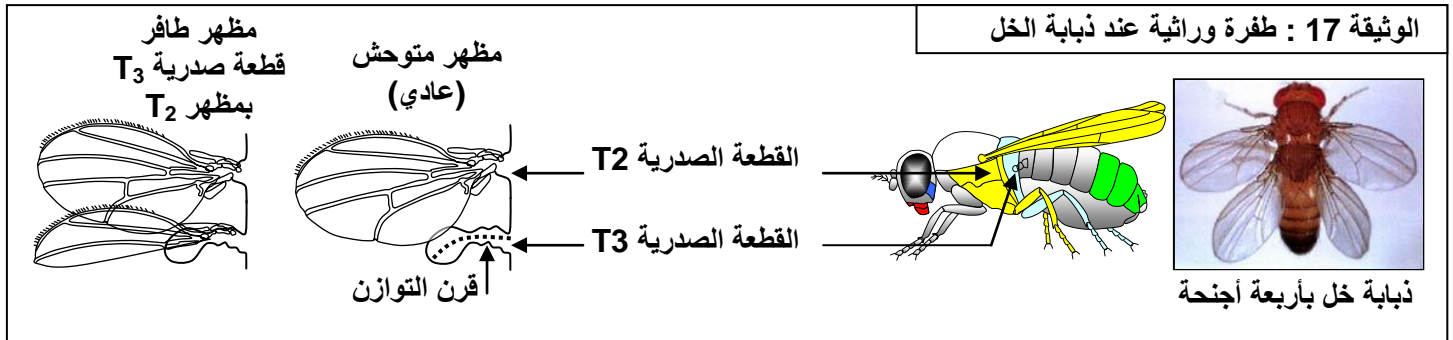 الوثيقة 17 : طفرة وراثية عند ذبابة الخل
مظهر طافر
قطعة صدرية T₃
بمظهر T₂
مظهر متوحش
(عادي)
القطعة الصدرية T2
القطعة الصدرية T3
قرن التوازن
ذبابة خل بأربعة أجنحة